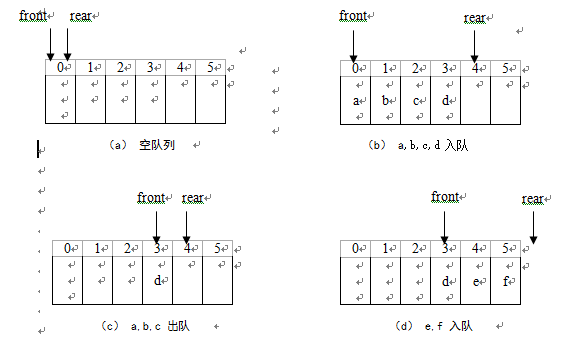 front rear
0 1 2 3 4 5
(a) 空队列
front rear
0 1 2 3 4 5
a b c d
(b) a,b,c,d 入队
front rear
0 1 2 3 4 5
d
(c) a,b,c 出队
front rear
0 1 2 3 4 5
d e f
(d) e,f 入队